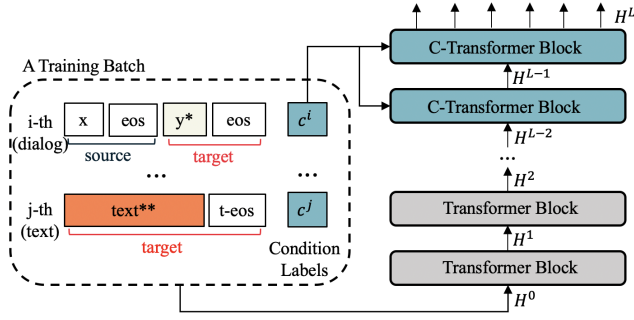 A Training Batch
i-th
(dialog)
x eos y* eos c^i
source target
... ...
j-th
(text)
text** t-eos c^j
target
Condition
Labels
H^L
C-Transformer Block
H^{L-1}
C-Transformer Block
H^{L-2}
...
H^2
Transformer Block
H^1
Transformer Block
H^0